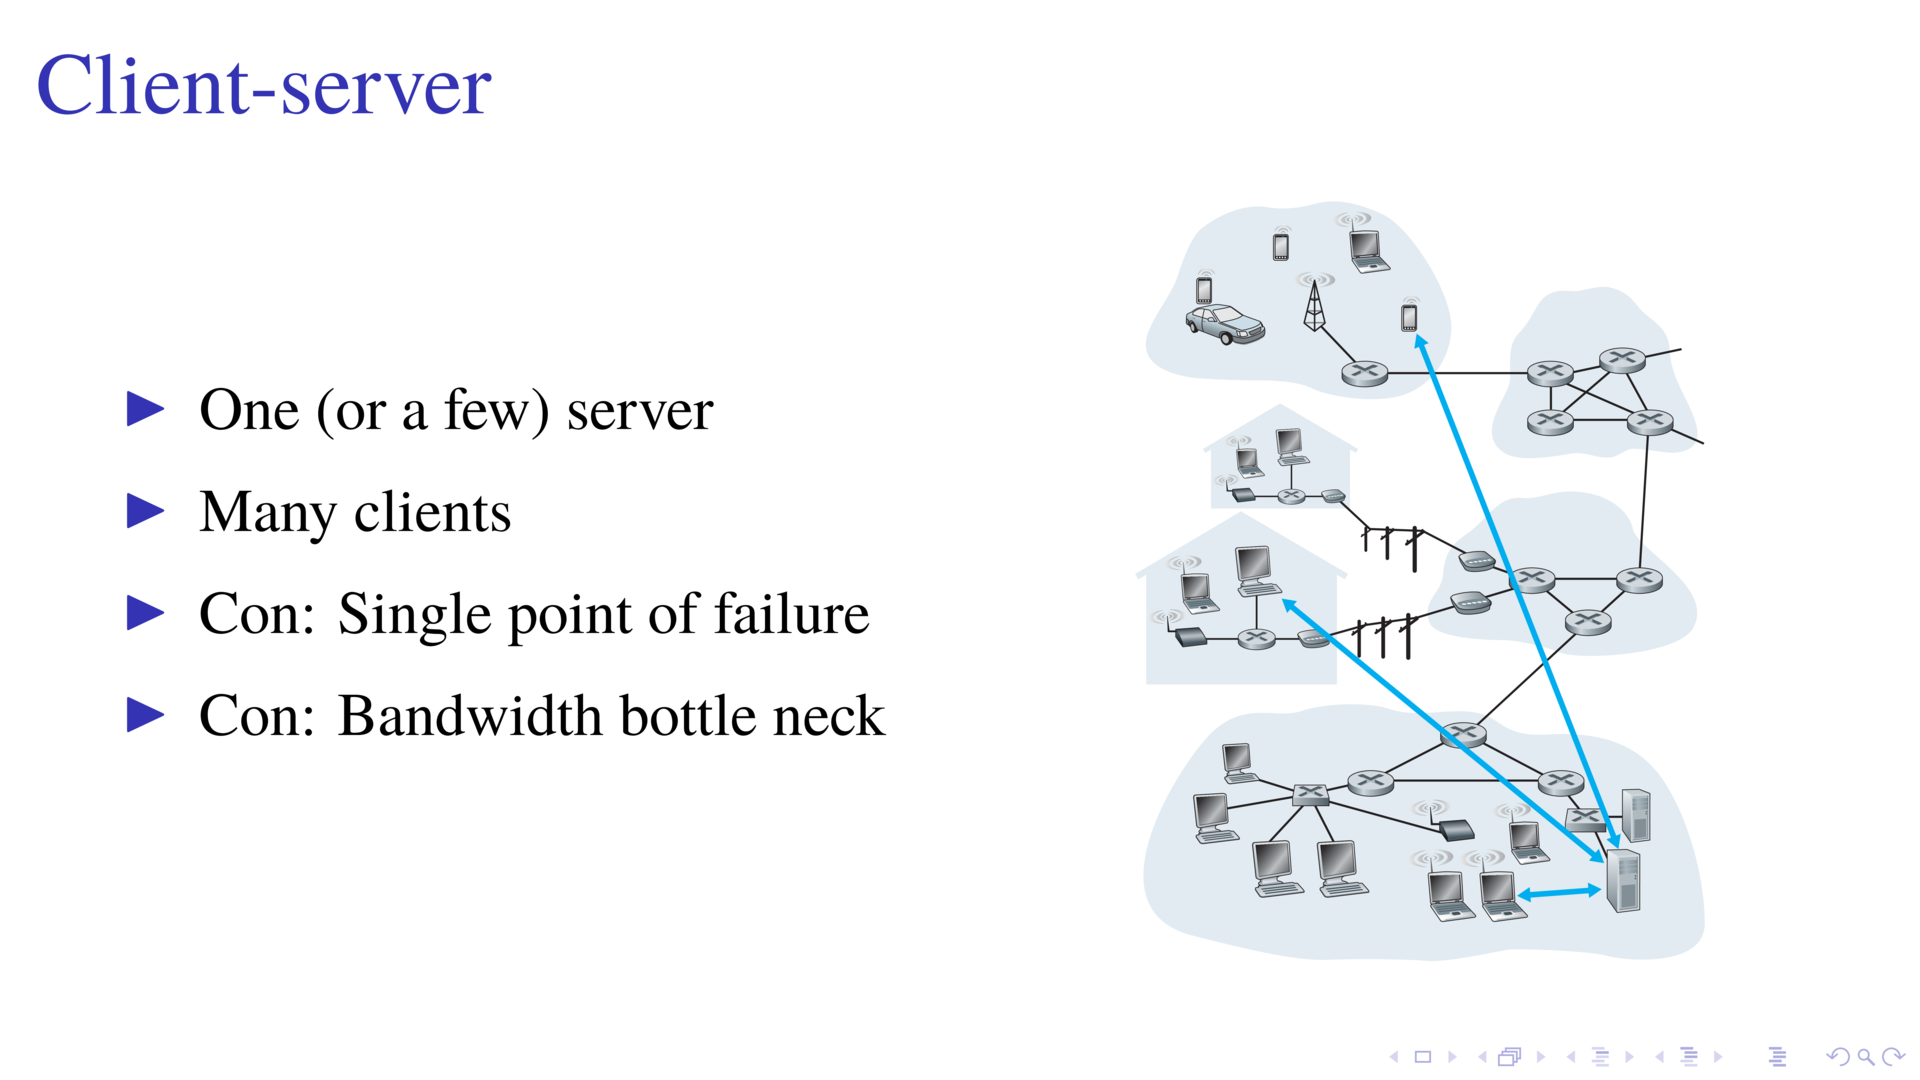 Client-server
One (or a few) server
Many clients
Con: Single point of failure
Con: Bandwidth bottle neck